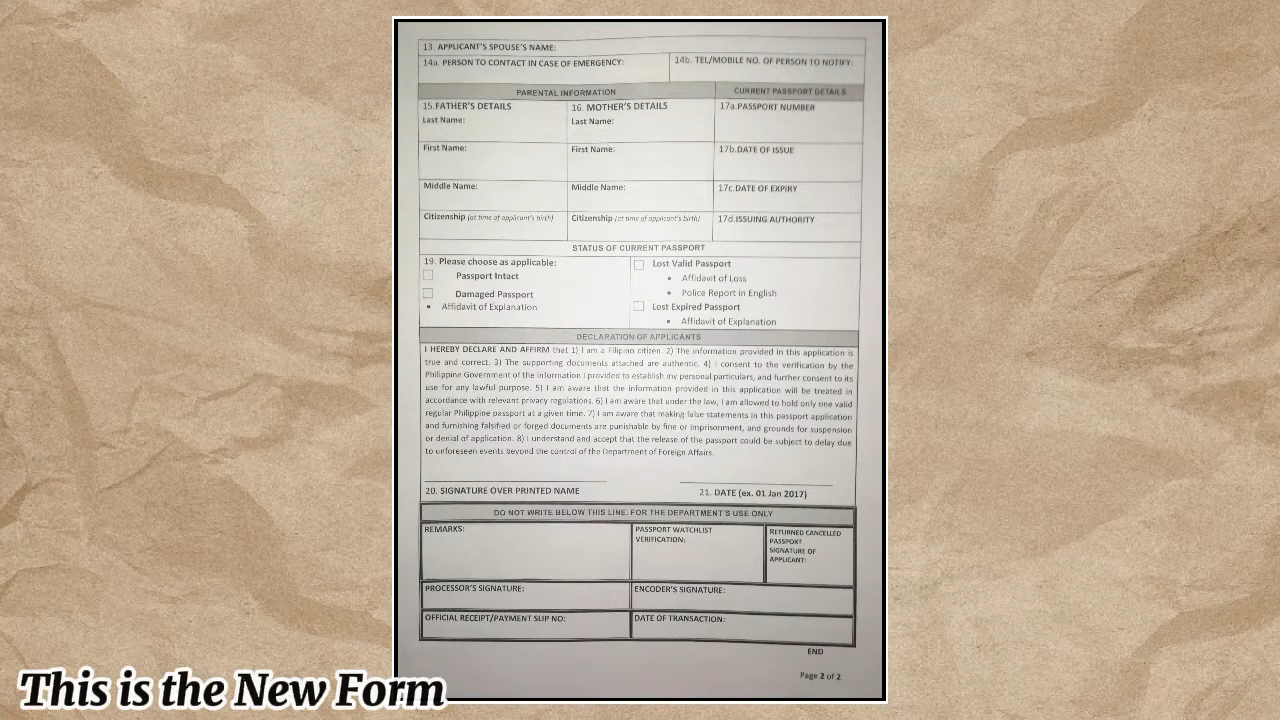 13. APPLICANT'S SPOUSE'S NAME:
14a. PERSON TO CONTACT IN CASE OF EMERGENCY:
14b. TEL/MOBILE NO. OF PERSON TO NOTIFY:
PARENTAL INFORMATION
CURRENT PASSPORT DETAILS
15.FATHER'S DETAILS
16. MOTHER'S DETAILS
17a.PASSPORT NUMBER
Last Name:
Last Name:
First Name:
First Name:
17b.DATE OF ISSUE
Middle Name:
Middle Name:
17c.DATE OF EXPIRY
Citizenship (at time of applicant's birth)
Citizenship (at time of applicant's birth)
17d.ISSUING AUTHORITY
STATUS OF CURRENT PASSPORT
19. Please choose as applicable:
Passport Intact
Damaged Passport
• Affidavit of Explanation
Lost Valid Passport
• Affidavit of Loss
• Police Report in English
Lost Expired Passport
• Affidavit of Explanation
DECLARATION OF APPLICANTS
I HEREBY DECLARE AND AFFIRM that 1) I am a Filipino citizen. 2) The information provided in this application is
true and correct. 3) The supporting documents attached are authentic. 4) I consent to the verification by the
Philippine Government of the information I provided to establish my personal particulars, and further consent to its
use for any lawful purpose. 5) I am aware that the information provided in this application will be treated in
accordance with relevant privacy regulations. 6) I am aware that under the law, I am allowed to hold only one valid
regular Philippine passport at a given time. 7) I am aware that making false statements in this passport application
and furnishing falsified or forged documents are punishable by fine or imprisonment, and grounds for suspension
or denial of application. 8) I understand and accept that the release of the passport could be subject to delay due
to unforeseen events beyond the control of the Department of Foreign Affairs.
20. SIGNATURE OVER PRINTED NAME
21. DATE (ex. 01 Jan 2017)
DO NOT WRITE BELOW THIS LINE. FOR THE DEPARTMENT'S USE ONLY
REMARKS:
PASSPORT WATCHLIST
VERIFICATION:
RETURNED CANCELLED
PASSPORT
SIGNATURE OF
APPLICANT:
PROCESSOR'S SIGNATURE:
ENCODER'S SIGNATURE:
OFFICIAL RECEIPT/PAYMENT SLIP NO:
DATE OF TRANSACTION:
END
Page 2 of 2
This is the New Form